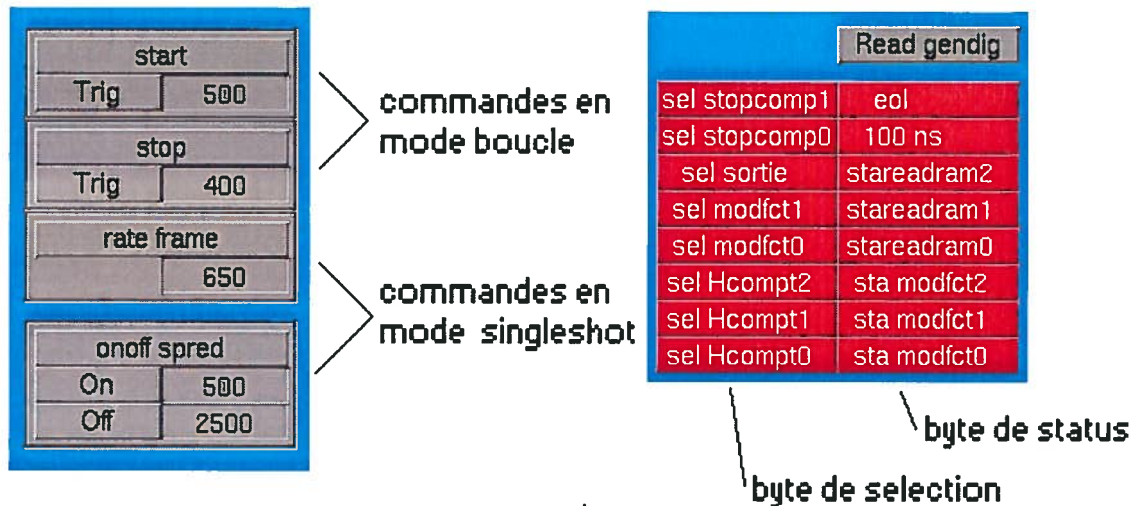 start
Trig 500
stop
Trig 400
rate frame
650
onoff spred
On 500
Off 2500
commandes en
mode boucle
commandes en
mode singleshot
Read gendig
sel stopcomp1 eol
sel stopcomp0 100 ns
sel sortie stareadram2
sel modfct1 stareadram1
sel modfct0 stareadram0
sel Hcompt2 sta modfct2
sel Hcompt1 sta modfct1
sel Hcompt0 sta modfct0
byte de status
byte de selection